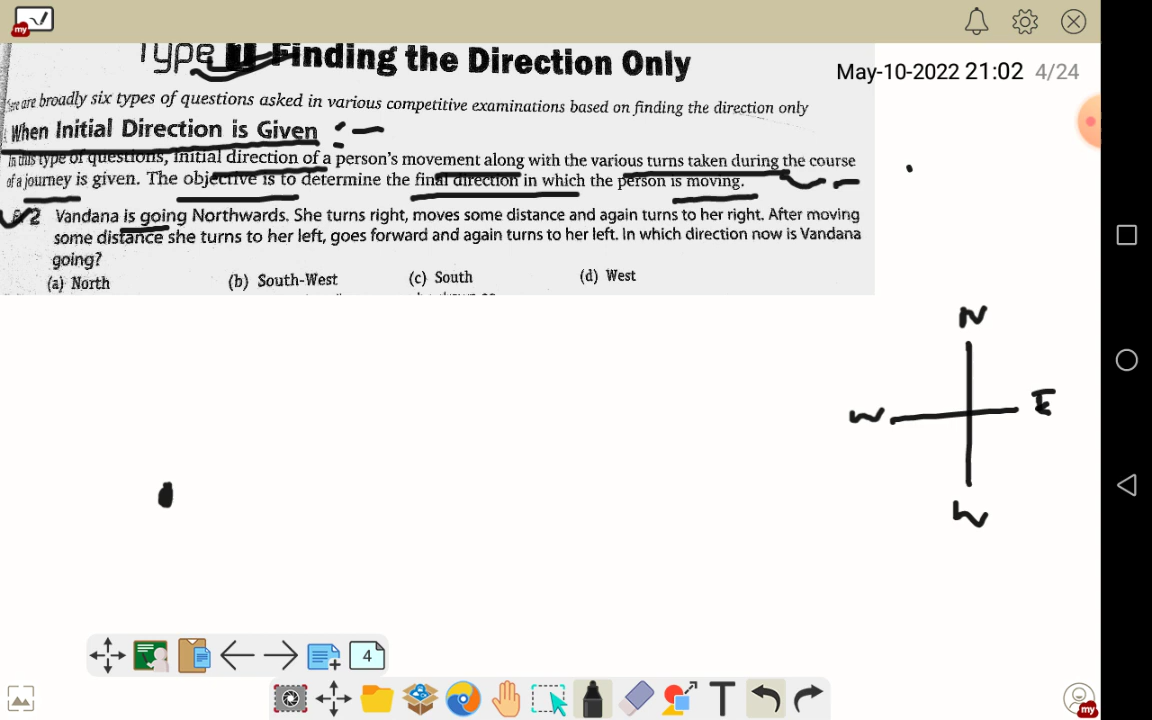 Type II Finding the Direction Only
May-10-2022 21:02 4/24
are broadly six types of questions asked in various competitive examinations based on finding the direction only
When Initial Direction is Given :-
In this type of questions, initial direction of a person's movement along with the various turns taken during the course
of a journey is given. The objective is to determine the final direction in which the person is moving.
2 Vandana is going Northwards. She turns right, moves some distance and again turns to her right. After moving
some distance she turns to her left, goes forward and again turns to her left. In which direction now is Vandana
going?
(a) North (b) South-West (c) South (d) West
N
W E
4
T
my
my